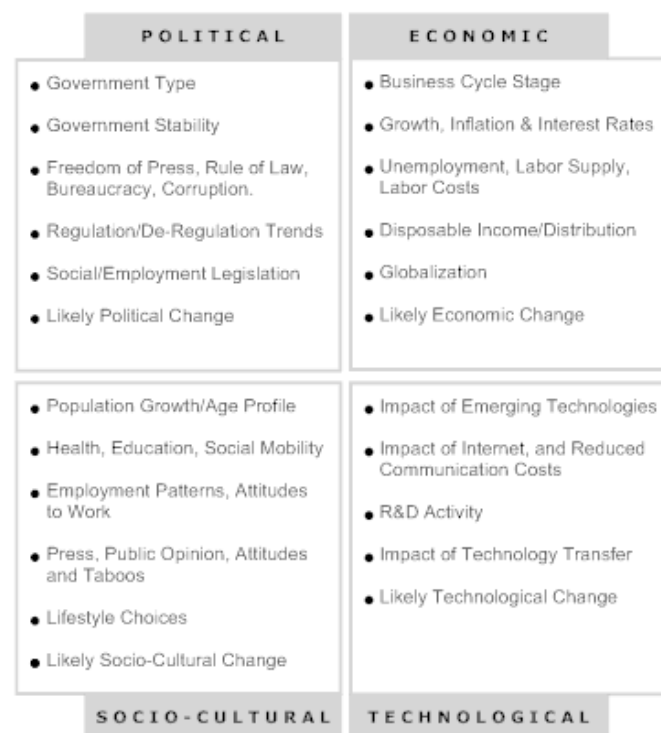 POLITICAL
● Government Type
● Government Stability
● Freedom of Press, Rule of Law,
Bureaucracy, Corruption.
● Regulation/De-Regulation Trends
● Social/Employment Legislation
● Likely Political Change
ECONOMIC
● Business Cycle Stage
● Growth, Inflation & Interest Rates
● Unemployment, Labor Supply,
Labor Costs
● Disposable Income/Distribution
● Globalization
● Likely Economic Change
● Population Growth/Age Profile
● Health, Education, Social Mobility
● Employment Patterns, Attitudes
to Work
● Press, Public Opinion, Attitudes
and Taboos
● Lifestyle Choices
● Likely Socio-Cultural Change
SOCIO-CULTURAL
● Impact of Emerging Technologies
● Impact of Internet, and Reduced
Communication Costs
● R&D Activity
● Impact of Technology Transfer
● Likely Technological Change
TECHNOLOGICAL